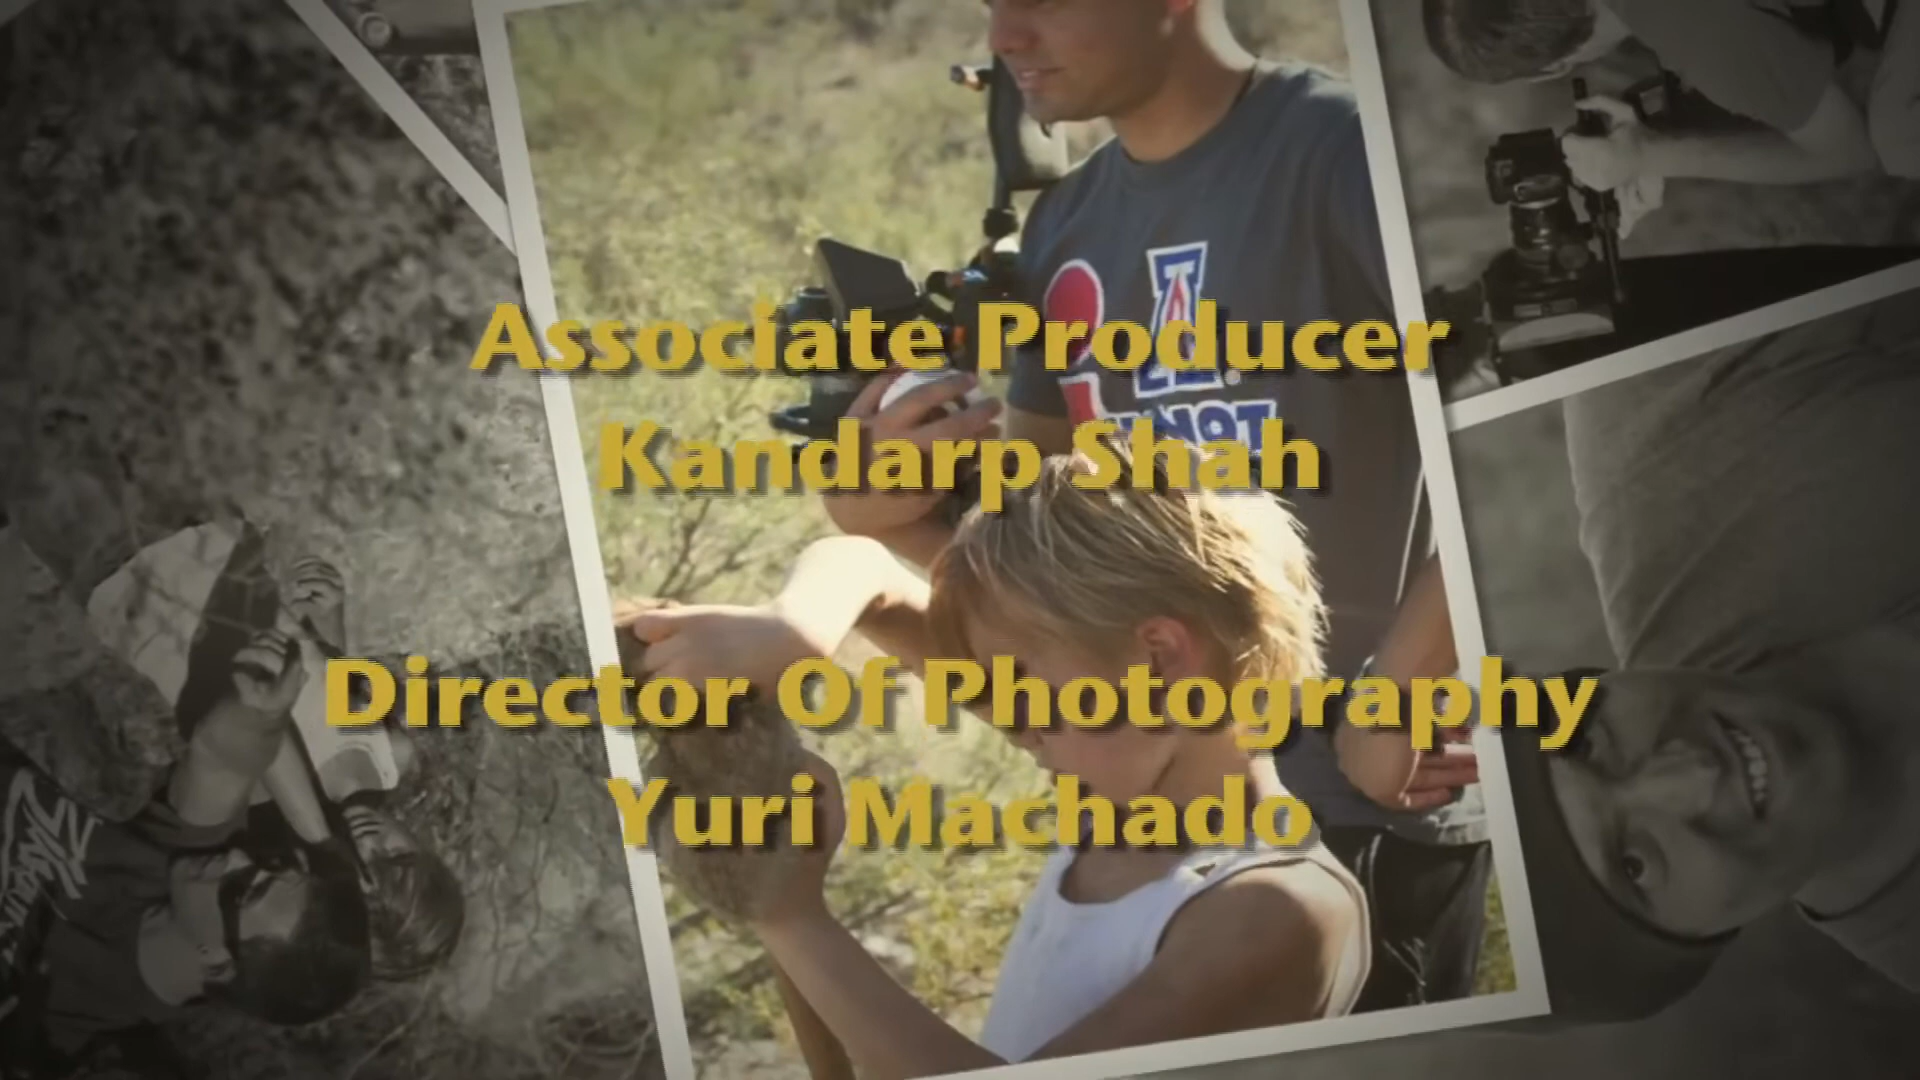 Associate Producer
Kandarp Shah
Director Of Photography
Yuri Machado